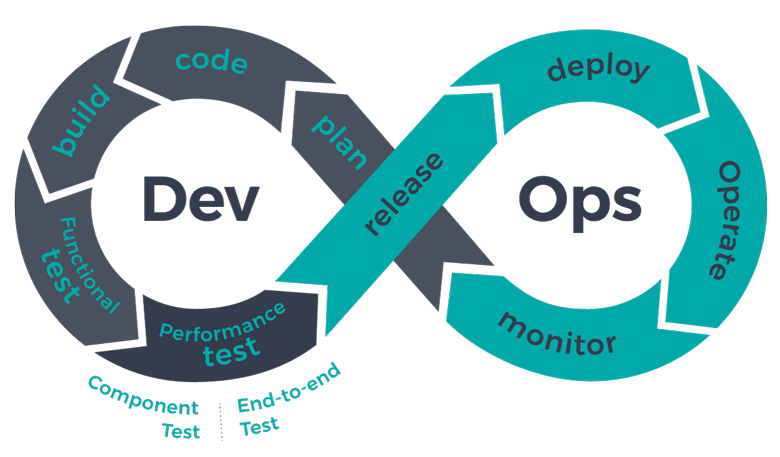 plan
code
build
Functional
test
Performance
test
Component
Test
End-to-end
Test
release
deploy
Operate
monitor
Dev
Ops